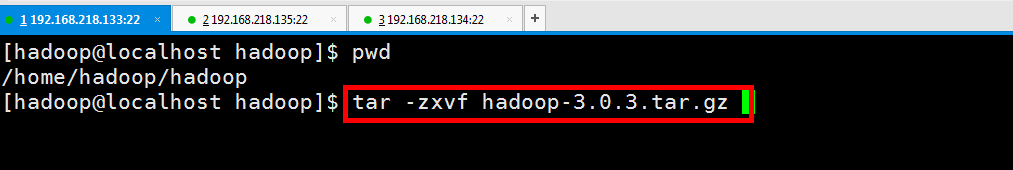 1 192.168.218.133:22 × 2 192.168.218.135:22 × 3 192.168.218.134:22 × +
[hadoop@localhost hadoop]$ pwd
/home/hadoop/hadoop
[hadoop@localhost hadoop]$ tar -zxvf hadoop-3.0.3.tar.gz